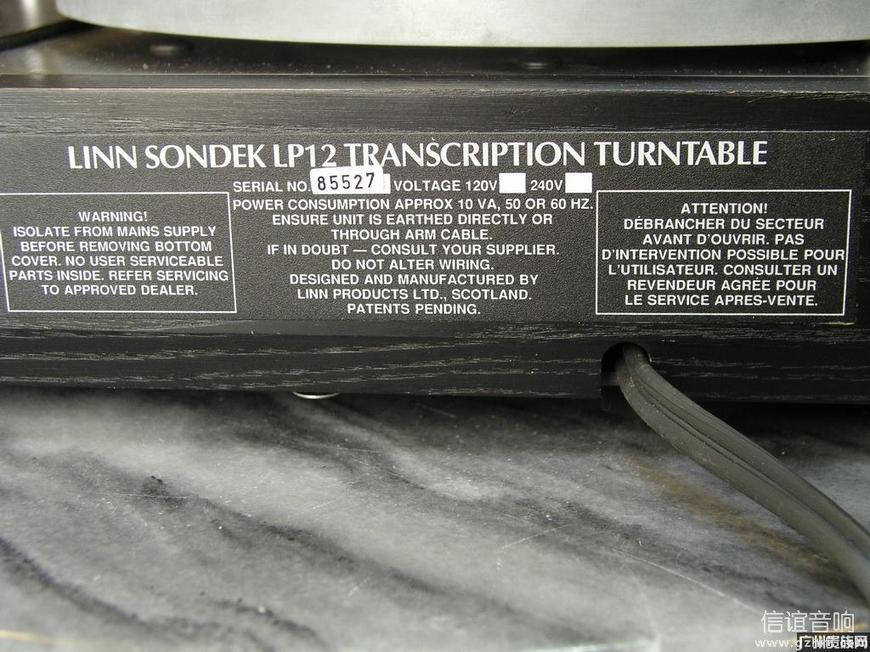 LINN SONDEK LP12 TRANSCRIPTION TURNTABLE
SERIAL NO. 85527 VOLTAGE 120V 240V
POWER CONSUMPTION APPROX 10 VA, 50 OR 60 HZ.
ENSURE UNIT IS EARTHED DIRECTLY OR
THROUGH ARM CABLE.
IF IN DOUBT — CONSULT YOUR SUPPLIER.
DO NOT ALTER WIRING.
DESIGNED AND MANUFACTURED BY
LINN PRODUCTS LTD., SCOTLAND.
PATENTS PENDING.
WARNING!
ISOLATE FROM MAINS SUPPLY
BEFORE REMOVING BOTTOM
COVER. NO USER SERVICEABLE
PARTS INSIDE. REFER SERVICING
TO APPROVED DEALER.
ATTENTION!
DÉBRANCHER DU SECTEUR
AVANT D'OUVRIR. PAS
D'INTERVENTION POSSIBLE POUR
L'UTILISATEUR. CONSULTER UN
REVENDEUR AGRÉE POUR
LE SERVICE APRES-VENTE.
信谊音响